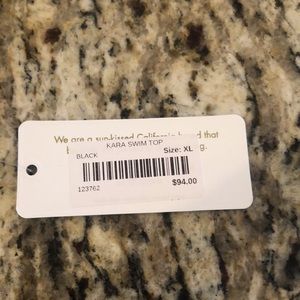 We are a sun-kissed California brand that
KARA SWIM TOP
BLACK
Size: XL
g.
123762
$94.00